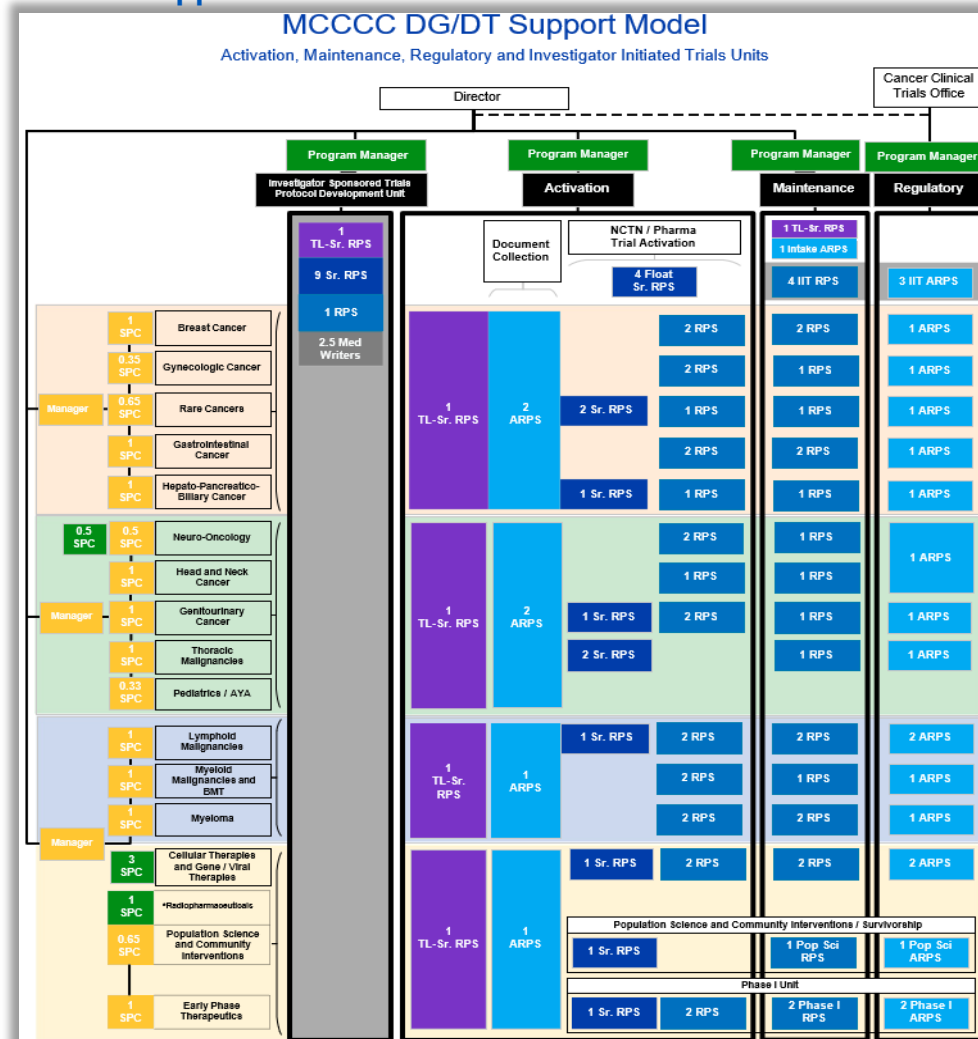 MCCCC DG/DT Support Model
Activation, Maintenance, Regulatory and Investigator Initiated Trials Units
Cancer Clinical
Trials Office
Director
Program Manager
Program Manager
Program Manager
Program Manager
Investigator Sponsored Trials
Protocol Development Unit
Activation
Maintenance
Regulatory
1
TL-Sr. RPS
9 Sr. RPS
1 RPS
2.5 Med
Writers
Document
Collection
NCTN / Pharma
Trial Activation
4 Float
Sr. RPS
1 TL-Sr. RPS
1 Intake ARPS
4 IIT RPS
3 IIT ARPS
Manager
1
TL-Sr. RPS
2
ARPS
1
SPC
Breast Cancer
2 RPS
2 RPS
1 ARPS
0.35
SPC
Gynecologic Cancer
2 RPS
1 RPS
1 ARPS
0.65
SPC
Rare Cancers
2 Sr. RPS
1 RPS
1 RPS
1 ARPS
1
SPC
Gastrointestinal
Cancer
2 RPS
2 RPS
1 ARPS
1
SPC
Hepato-Pancreatico-
Biliary Cancer
1 Sr. RPS
1 RPS
1 RPS
1 ARPS
Manager
1
TL-Sr. RPS
2
ARPS
0.5
SPC
0.5
SPC
Neuro-Oncology
2 RPS
1 RPS
1 ARPS
1
SPC
Head and Neck
Cancer
1 RPS
1 RPS
1
SPC
Genitourinary
Cancer
1 Sr. RPS
2 RPS
1 RPS
1 ARPS
1
SPC
Thoracic
Malignancies
2 Sr. RPS
1 RPS
1 ARPS
0.33
SPC
Pediatrics / AYA
1
TL-Sr.
RPS
1
ARPS
1
SPC
Lymphoid
Malignancies
1 Sr. RPS
2 RPS
2 RPS
2 ARPS
1
SPC
Myeloid
Malignancies and
BMT
2 RPS
1 RPS
1 ARPS
1
SPC
Myeloma
2 RPS
2 RPS
1 ARPS
Manager
1
TL-Sr. RPS
1
ARPS
3
SPC
Cellular Therapies
and Gene / Viral
Therapies
1 Sr. RPS
2 RPS
2 RPS
2 ARPS
1
SPC
*Radiopharmaceuticals
0.65
SPC
Population Science
and Community
Interventions
Population Science and Community Interventions / Survivorship
1 Sr. RPS
1 Pop Sci
RPS
1 Pop Sci
ARPS
1
SPC
Early Phase
Therapeutics
Phase I Unit
1 Sr. RPS
2 RPS
2 Phase I
RPS
2 Phase I
ARPS